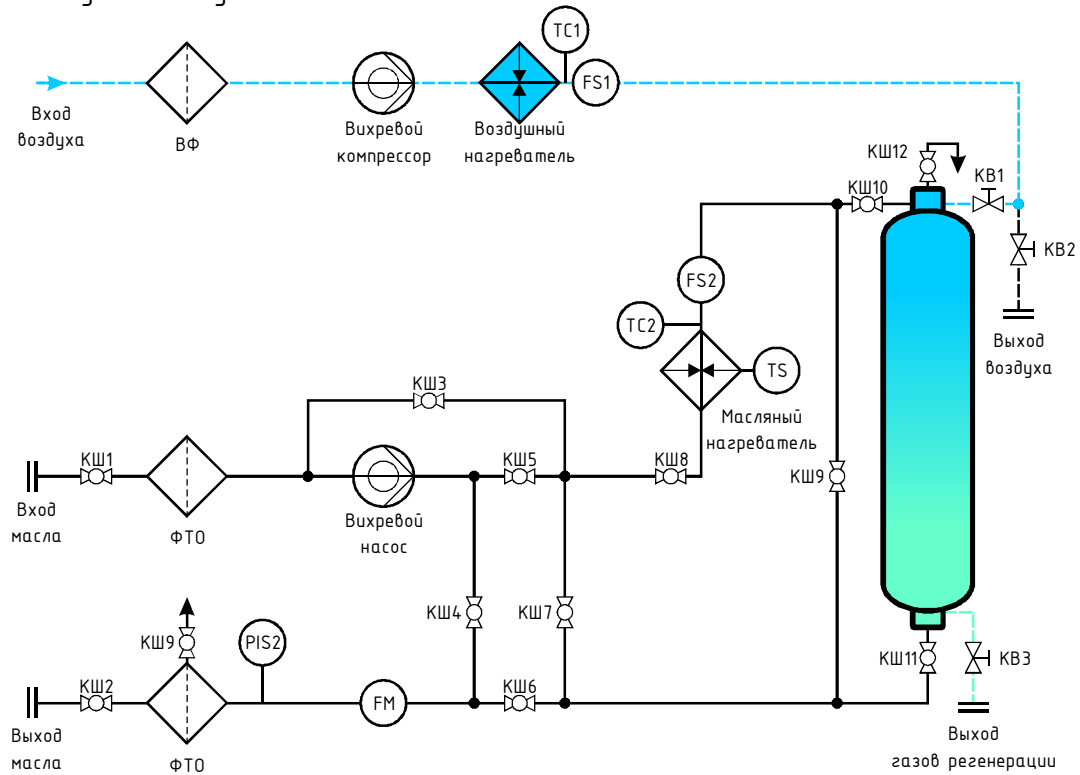 TC1
FS1
Вход
воздуха
ВФ
Вихревой
компрессор
Воздушный
нагреватель
КШ12
КВ1
КШ10
КВ2
FS2
TC2
TS
Выход
воздуха
Масляный
нагреватель
КШ3
КШ1
КШ5
КШ8
КШ9
Вход
масла
ФТО
Вихревой
насос
КШ4
КШ7
КШ9
PIS2
КШ11
КВ3
КШ2
FM
КШ6
Выход
масла
ФТО
Выход
газов регенерации